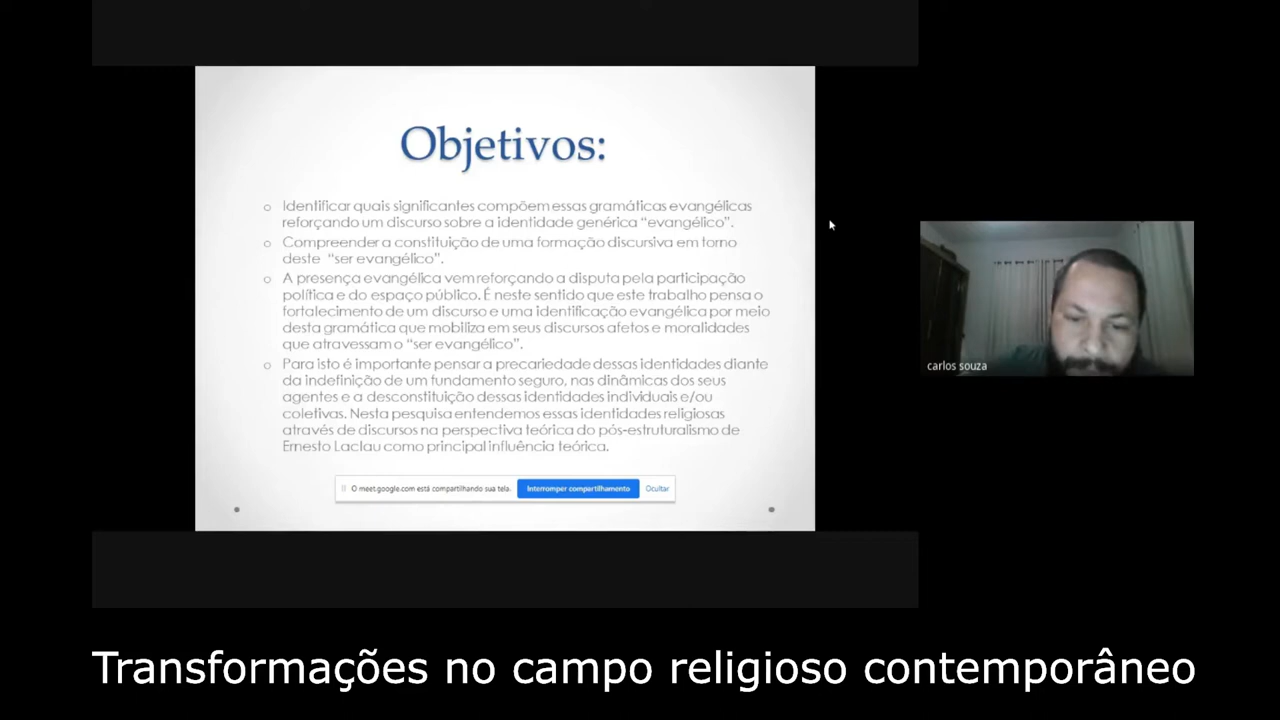 Objetivos:
Identificar quais significantes compõem essas gramáticas evangélicas
reforçando um discurso sobre a identidade genérica “evangélico”.
Compreender a constituição de uma formação discursiva em torno
deste “ser evangélico”.
A presença evangélica vem reforçando a disputa pela participação
política e do espaço público. É neste sentido que este trabalho pensa o
fortalecimento de um discurso e uma identificação evangélica por meio
desta gramática que mobiliza em seus discursos afetos e moralidades
que atravessam o “ser evangélico”.
Para isto é importante pensar a precariedade dessas identidades diante
da indefinição de um fundamento seguro, nas dinâmicas dos seus
agentes e a desconstituição dessas identidades individuais e/ou
coletivas. Nesta pesquisa entendemos essas identidades religiosas
através de discursos na perspectiva teórica do pós-estruturalismo de
Ernesto Laclau como principal influência teórica.
O meet.google.com está compartilhando sua tela. Interromper compartilhamento Ocultar
carlos souza
Transformações no campo religioso contemporâneo